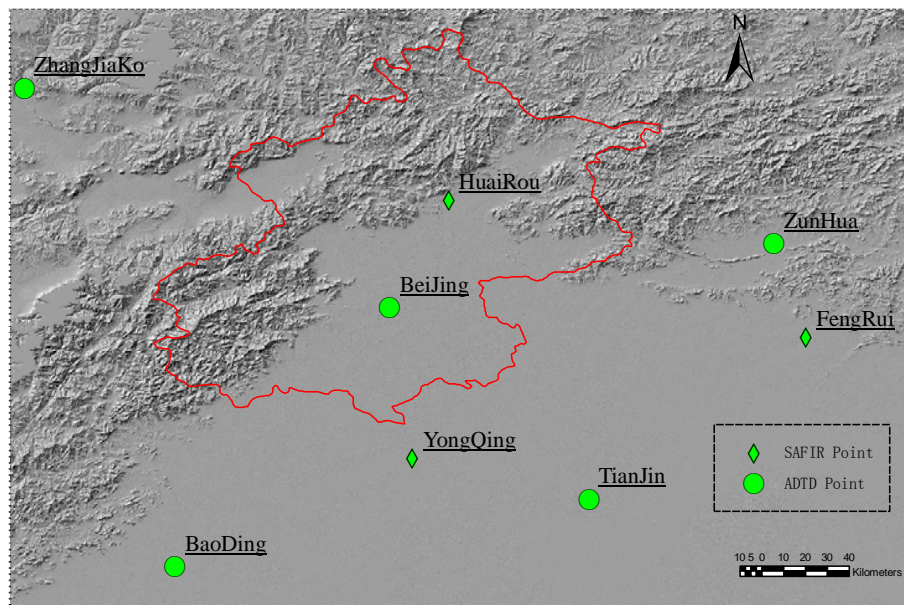 N
ZhangJiaKo
HuaiRou
ZunHua
BeiJing
FengRui
YongQing
SAFIR Point
TianJin
ADTD Point
BaoDing
10 5 0 10 20 30 40
Kilometers